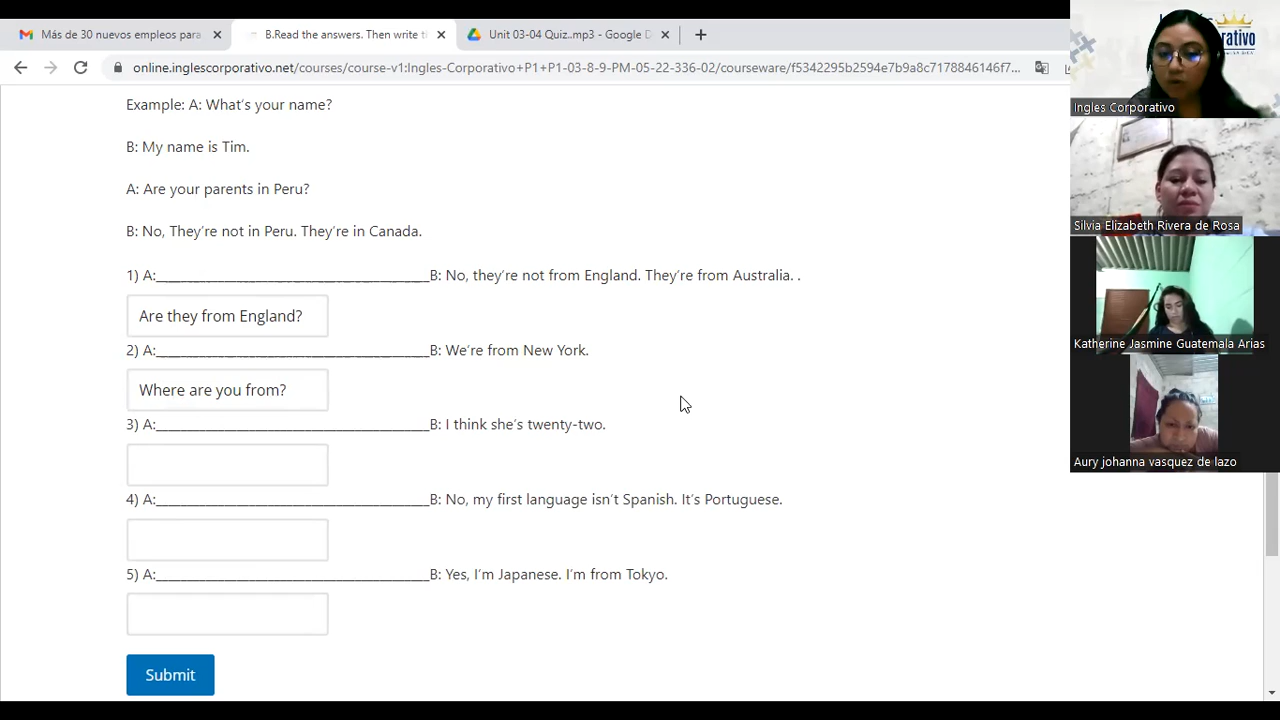 Más de 30 nuevos empleos para
B.Read the answers. Then write t
Unit 02-04 Quiz..mp3 - Google D
online.inglescorporativo.net/courses/course-v1:Ingles-Corporativo+P1+P1-03-8-9-PM-05-22-336-02/courseware/f5342295b2594e7b9a8c7178846146f7...
Example: A: What's your name?
B: My name is Tim.
A: Are your parents in Peru?
B: No, They're not in Peru. They're in Canada.
1) A:_______________________________B: No, they're not from England. They're from Australia. .
Are they from England?
2) A:_______________________________B: We're from New York.
Where are you from?
3) A:_______________________________B: I think she's twenty-two.
4) A:_______________________________B: No, my first language isn't Spanish. It's Portuguese.
5) A:_______________________________B: Yes, I'm Japanese. I'm from Tokyo.
Submit
Ingles Corporativo
Silvia Elizabeth Rivera de Rosa
Katherine Jasmine Guatemala Arias
Aury johanna vasquez de lazo